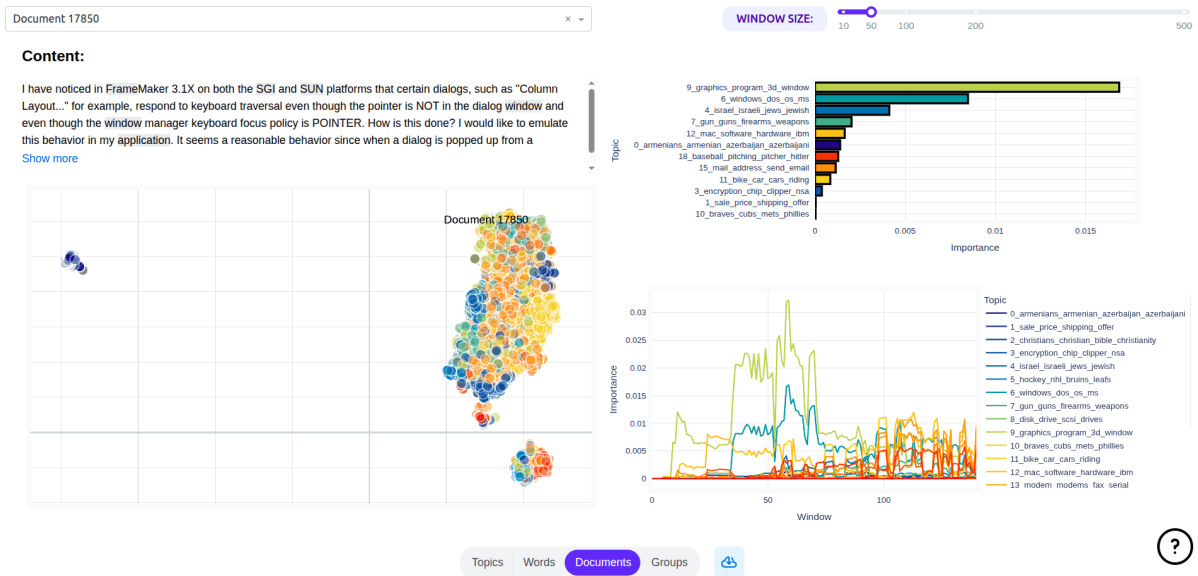 Document 17850
× 
WINDOW SIZE:
10 50 100 200 500
Content:
I have noticed in FrameMaker 3.1X on both the SGI and SUN platforms that certain dialogs, such as "Column
Layout..." for example, respond to keyboard traversal even though the pointer is NOT in the dialog window and
even though the window manager keyboard focus policy is POINTER. How is this done? I would like to emulate
this behavior in my application. It seems a reasonable behavior since when a dialog is popped up from a
Show more
Document 17850
Topic
9_graphics_program_3d_window
6_windows_dos_os_ms
4_israel_israeli_jews_jewish
7_gun_guns_firearms_weapons
12_mac_software_hardware_ibm
0_armenians_armenian_azerbaijan_azerbaijani
18_baseball_pitching_pitcher_hitter
15_mail_address_send_email
11_bike_car_cars_riding
3_encryption_chip_clipper_nsa
1_sale_price_shipping_offer
10_braves_cubs_mets_phillies
0 0.005 0.01 0.015
Importance
Importance
0.03
0.025
0.02
0.015
0.01
0.005
0
0 50 100
Window
Topic
0_armenians_armenian_azerbaijan_azerbaijani
1_sale_price_shipping_offer
2_christians_christian_bible_christianity
3_encryption_chip_clipper_nsa
4_israel_israeli_jews_jewish
5_hockey_nhl_bruins_leafs
6_windows_dos_os_ms
7_gun_guns_firearms_weapons
8_disk_drive_scsi_drives
9_graphics_program_3d_window
10_braves_cubs_mets_phillies
11_bike_car_cars_riding
12_mac_software_hardware_ibm
13_modem_modems_fax_serial
Topics Words Documents Groups
?